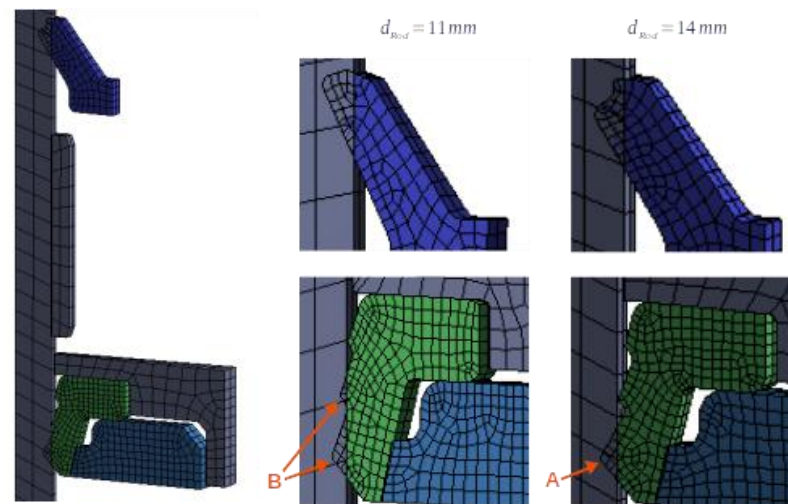 d_Rod = 11 mm
d_Rod = 14 mm
B
A